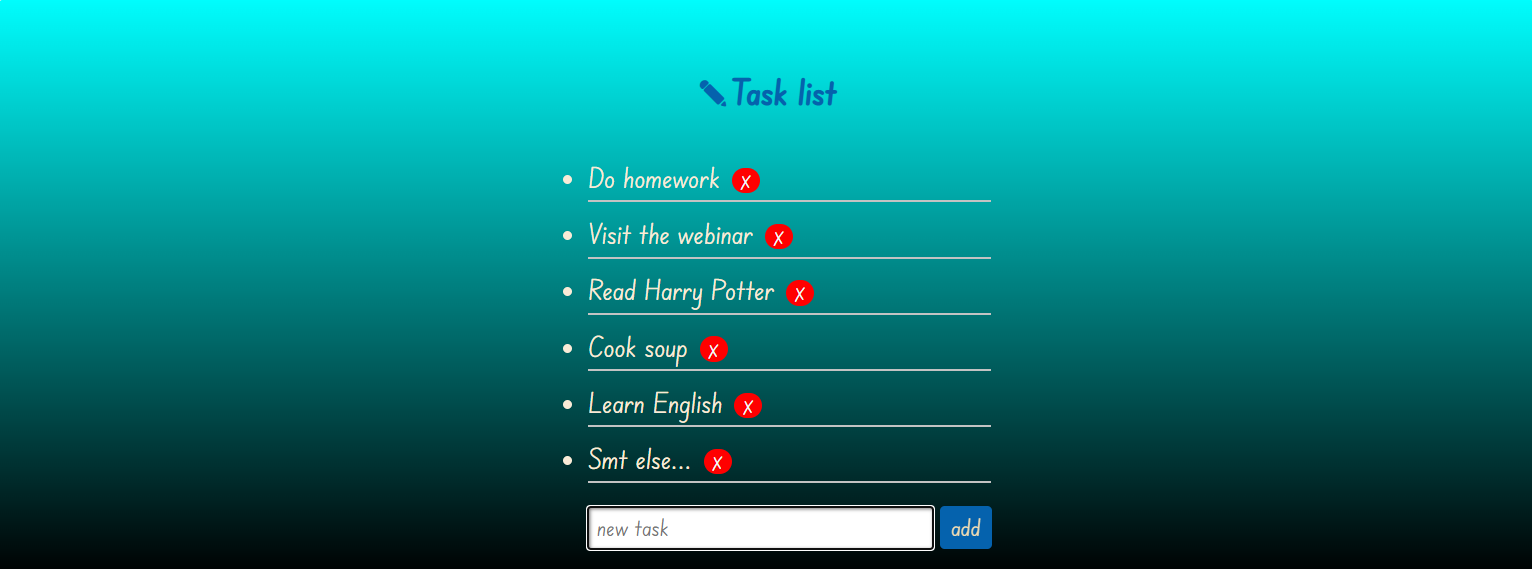 Task list
Do homework x
Visit the webinar x
Read Harry Potter x
Cook soup x
Learn English x
Smt else... x
new task add